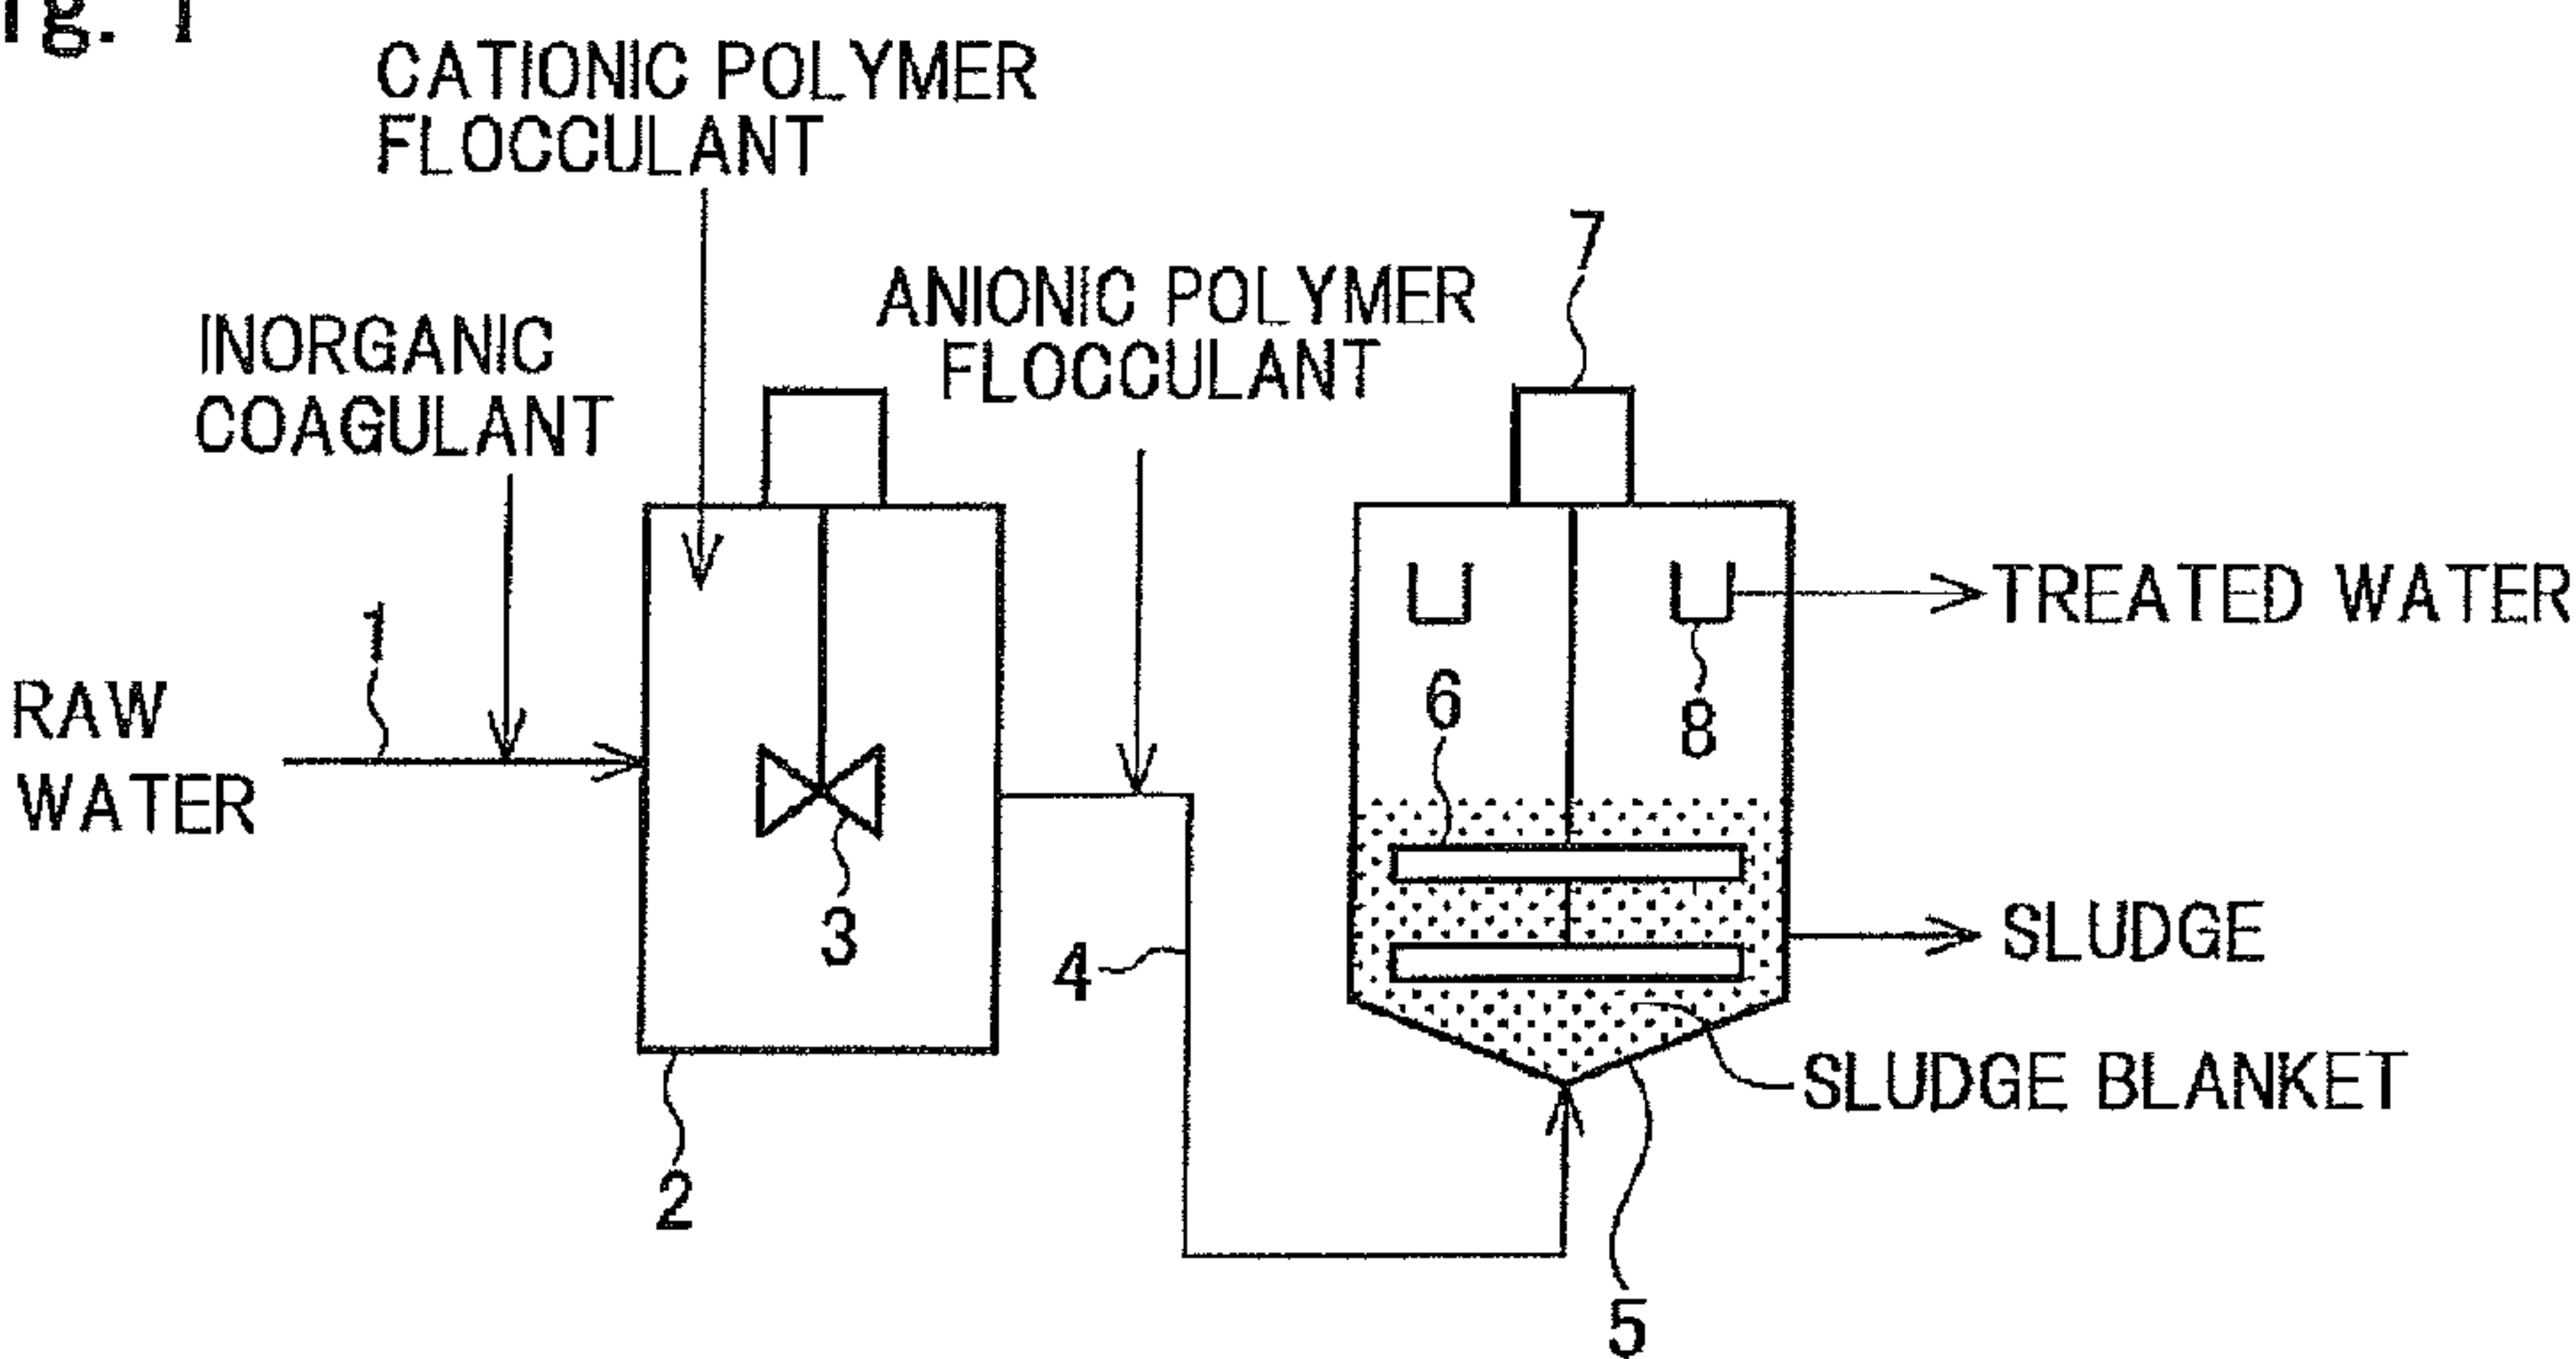 ig. 1
CATIONIC POLYMER
FLOCCULANT
7
ANIONIC POLYMER
FLOCCULANT
INORGANIC
COAGULANT
TREATED WATER
1
RAW
WATER
6
8
3
4
SLUDGE
SLUDGE BLANKET
2
5